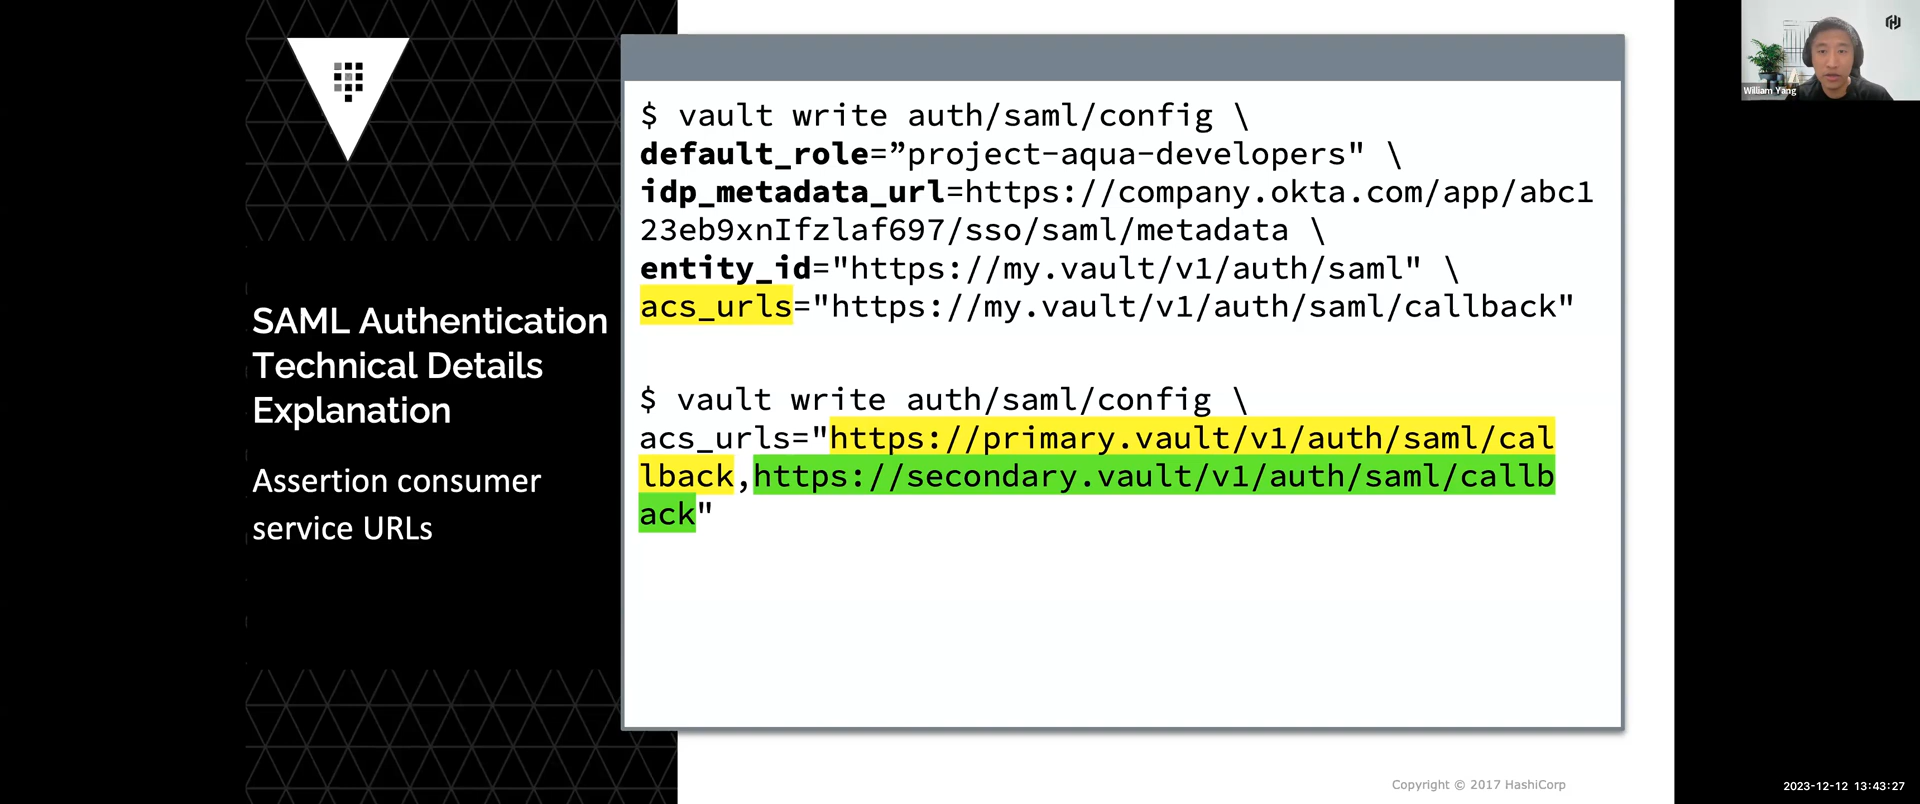 SAML Authentication
Technical Details
Explanation
Assertion consumer
service URLs
$ vault write auth/saml/config \
default_role=”project-aqua-developers" \
idp_metadata_url=https://company.okta.com/app/abc1
23eb9xnIfzlaf697/sso/saml/metadata \
entity_id="https://my.vault/v1/auth/saml" \
acs_urls="https://my.vault/v1/auth/saml/callback"
$ vault write auth/saml/config \
acs_urls="https://primary.vault/v1/auth/saml/cal
lback,https://secondary.vault/v1/auth/saml/callb
ack"
Copyright © 2017 HashiCorp
William Yang
2023-12-12 13:43:27